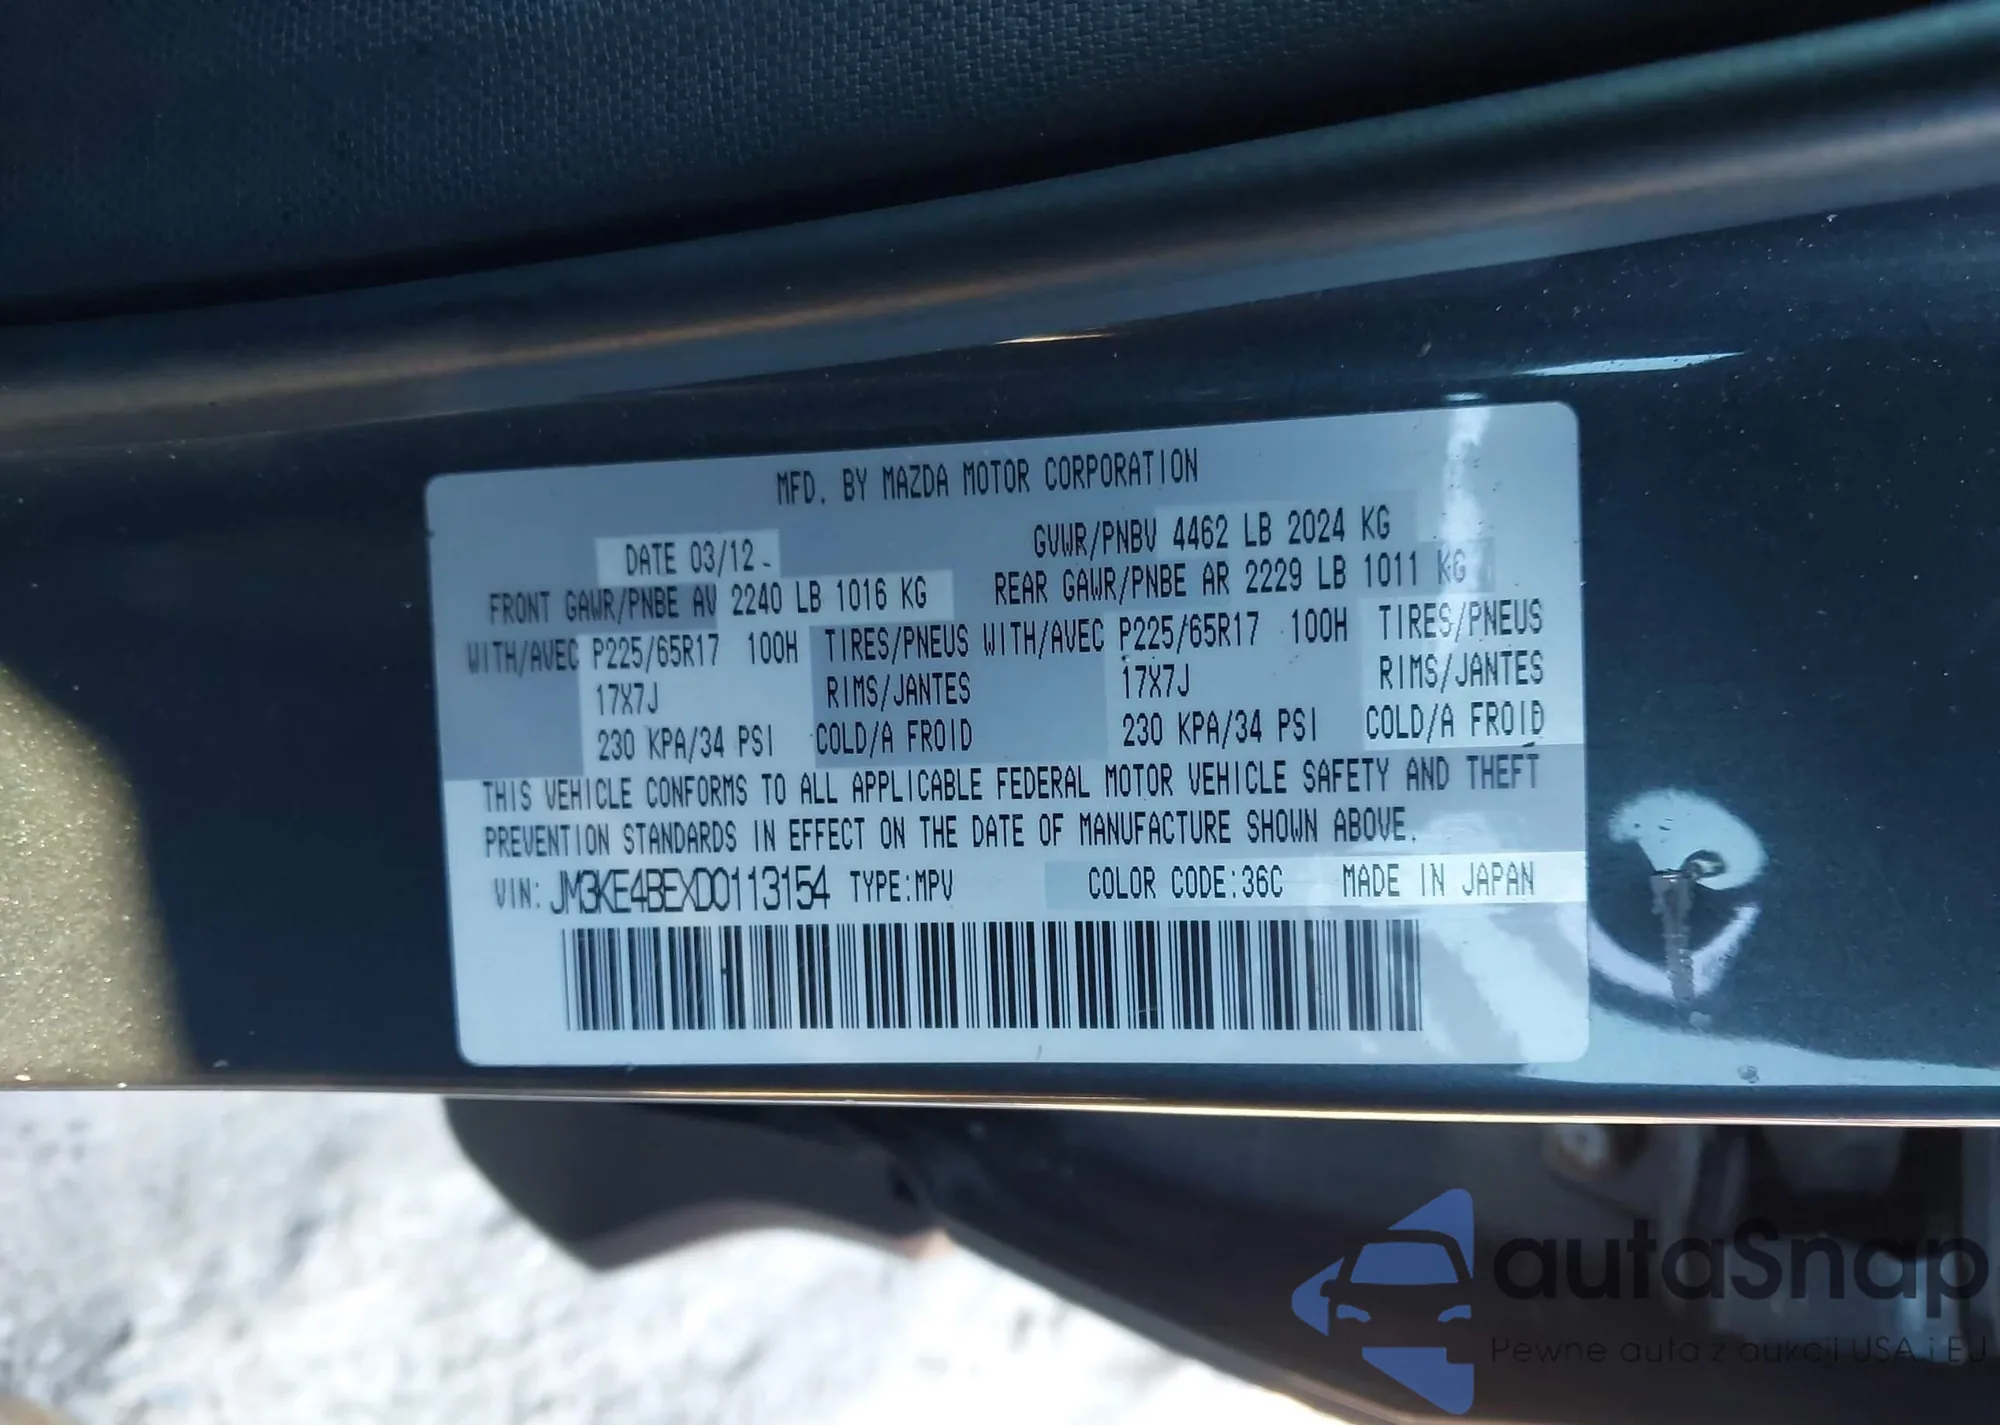 MFD. BY MAZDA MOTOR CORPORATION
DATE 03/12 GVWR/PNBV 4462 LB 2024 KG
FRONT GAWR/PNBE AV 2240 LB 1016 KG REAR GAWR/PNBE AR 2229 LB 1011 KG
WITH/AVEC P225/65R17 100H TIRES/PNEUS WITH/AVEC P225/65R17 100H TIRES/PNEUS
17X7J RIMS/JANTES 17X7J RIMS/JANTES
230 KPA/34 PSI COLD/A FROID 230 KPA/34 PSI COLD/A FROID
THIS VEHICLE CONFORMS TO ALL APPLICABLE FEDERAL MOTOR VEHICLE SAFETY AND THEFT
PREVENTION STANDARDS IN EFFECT ON THE DATE OF MANUFACTURE SHOWN ABOVE.
VIN: JM3KE4BEXD0113154 TYPE:MPV COLOR CODE:36C MADE IN JAPAN
autaSnap
Pewne auta z aukcji USA i EU